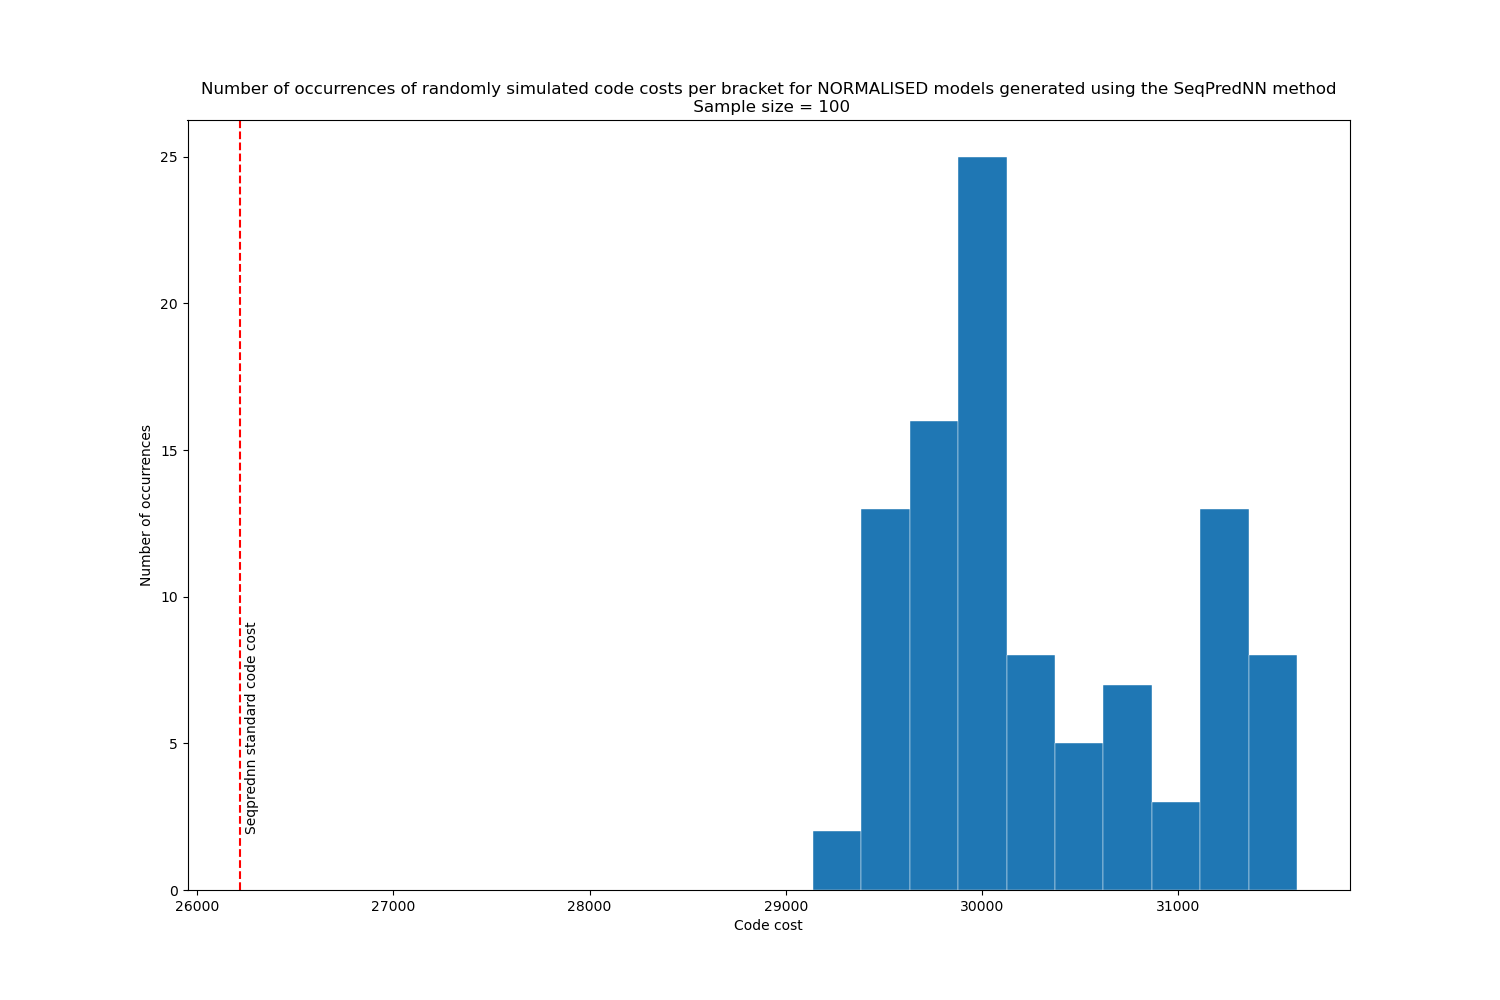 Number of occurrences of randomly simulated code costs per bracket for NORMALISED models generated using the SeqPredNN method
Sample size = 100
25
20
15
10
5
0
Number of occurrences
Seqprednn standard code cost
26000
27000
28000
29000
30000
31000
Code cost